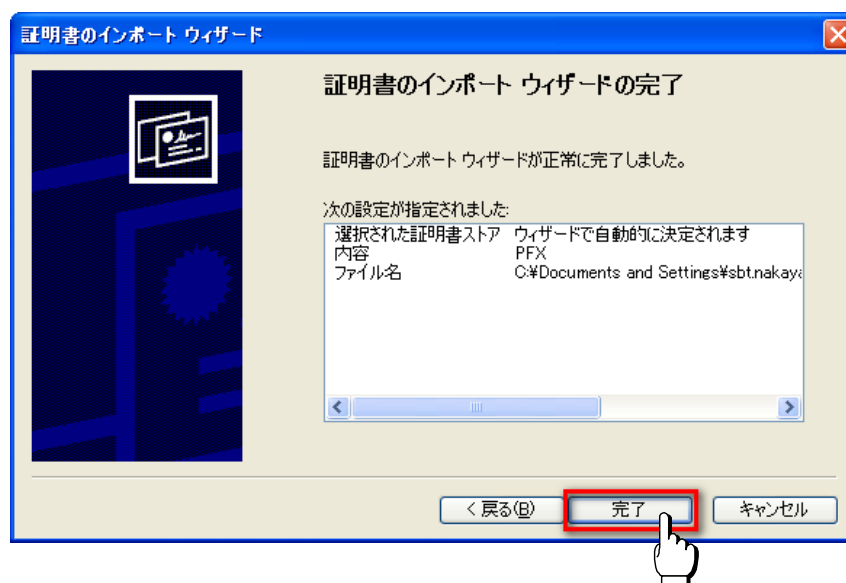 証明書のインポート ウィザード
証明書のインポート ウィザードの完了
証明書のインポート ウィザードが正常に完了しました。
次の設定が指定されました:
選択された証明書ストア ウィザードで自動的に決定されます
内容 PFX
ファイル名 C:¥Documents and Settings¥sbt.nakaya
< 戻る(B) 完了 キャンセル